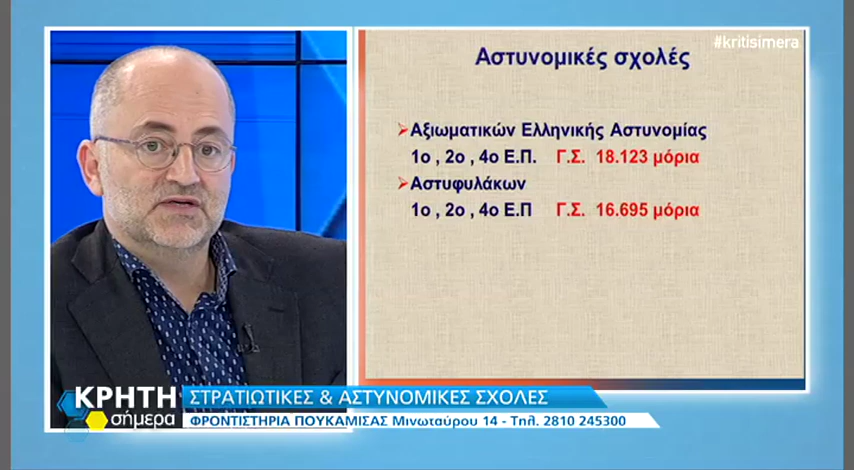 #kritisimera
Αστυνομικές σχολές
Αξιωματικών Ελληνικής Αστυνομίας
1ο , 2ο , 4ο Ε.Π. Γ.Σ. 18.123 μόρια
Αστυφυλάκων
1ο , 2ο , 4ο Ε.Π Γ.Σ. 16.695 μόρια
ΚΡΗΤΗ
σήμερα
ΣΤΡΑΤΙΩΤΙΚΕΣ & ΑΣΤΥΝΟΜΙΚΕΣ ΣΧΟΛΕΣ
ΦΡΟΝΤΙΣΤΗΡΙΑ ΠΟΥΚΑΜΙΣΑΣ Μινωταύρου 14 - Τηλ. 2810 245300